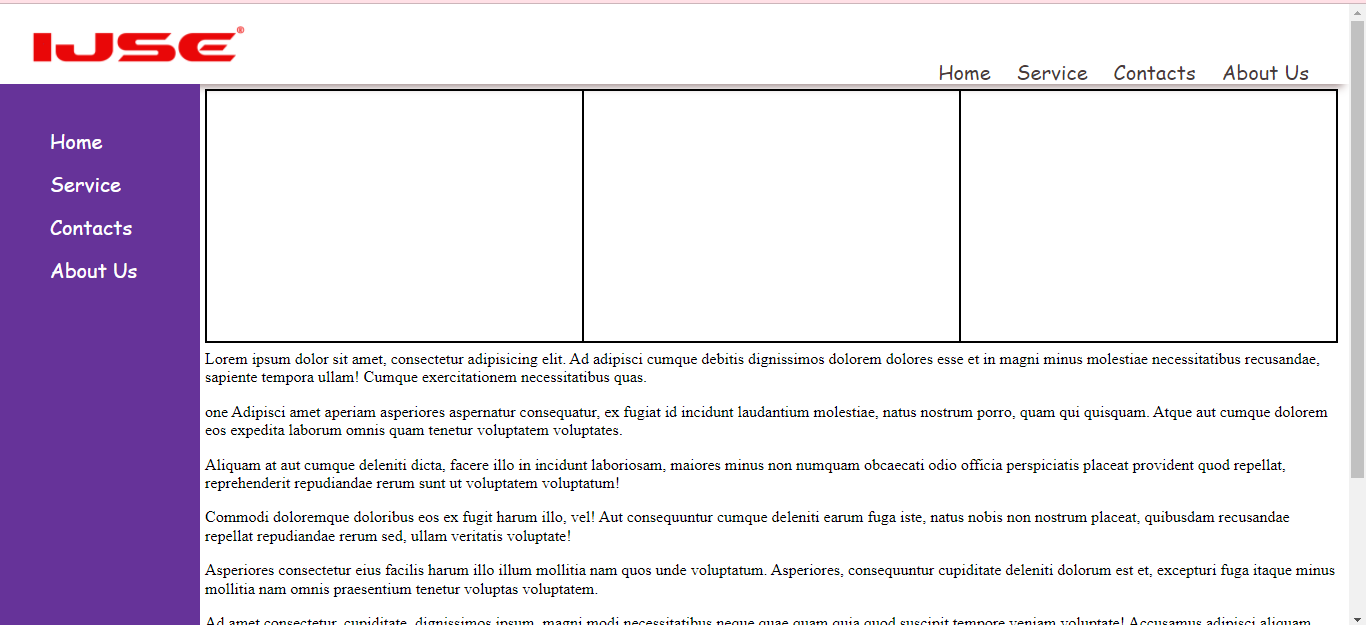 IJSE®
Home Service Contacts About Us
Home
Service
Contacts
About Us
Lorem ipsum dolor sit amet, consectetur adipisicing elit. Ad adipisci cumque debitis dignissimos dolorem dolores esse et in magni minus molestiae necessitatibus recusandae,
sapiente tempora ullam! Cumque exercitationem necessitatibus quas.
one Adipisci amet aperiam asperiores aspernatur consequatur, ex fugiat id incidunt laudantium molestiae, natus nostrum porro, quam qui quisquam. Atque aut cumque dolorem
eos expedita laborum omnis quam tenetur voluptatem voluptates.
Aliquam at aut cumque deleniti dicta, facere illo in incidunt laboriosam, maiores minus non numquam obcaecati odio officia perspiciatis placeat provident quod repellat,
reprehenderit repudiandae rerum sunt ut voluptatem voluptatum!
Commodi doloremque doloribus eos ex fugit harum illo, vel! Aut consequuntur cumque deleniti earum fuga iste, natus nobis non nostrum placeat, quibusdam recusandae
repellat repudiandae rerum sed, ullam veritatis voluptate!
Asperiores consectetur eius facilis harum illo illum mollitia nam quos unde voluptatum. Asperiores, consequuntur cupiditate deleniti dolorum est et, excepturi fuga itaque minus
mollitia nam omnis praesentium tenetur voluptas voluptatem.
Ad amet consectetur, cupiditate, dignissimos ipsum, magni modi necessitatibus neque quae quam quia quod suscipit tempore veniam voluptate! Accusamus adipisci aliquam